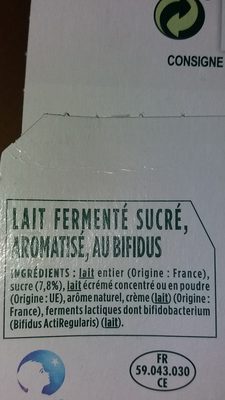 CONSIGNE
LAIT FERMENTÉ SUCRÉ,
AROMATISÉ, AU BIFIDUS
INGRÉDIENTS : lait entier (Origine : France),
sucre (7,8%), lait écrémé concentré ou en poudre
(Origine : UE), arôme naturel, crème (lait) (Origine :
France), ferments lactiques dont bifidobacterium
(Bifidus ActiRegularis) (lait).
FR
59.043.030
CE